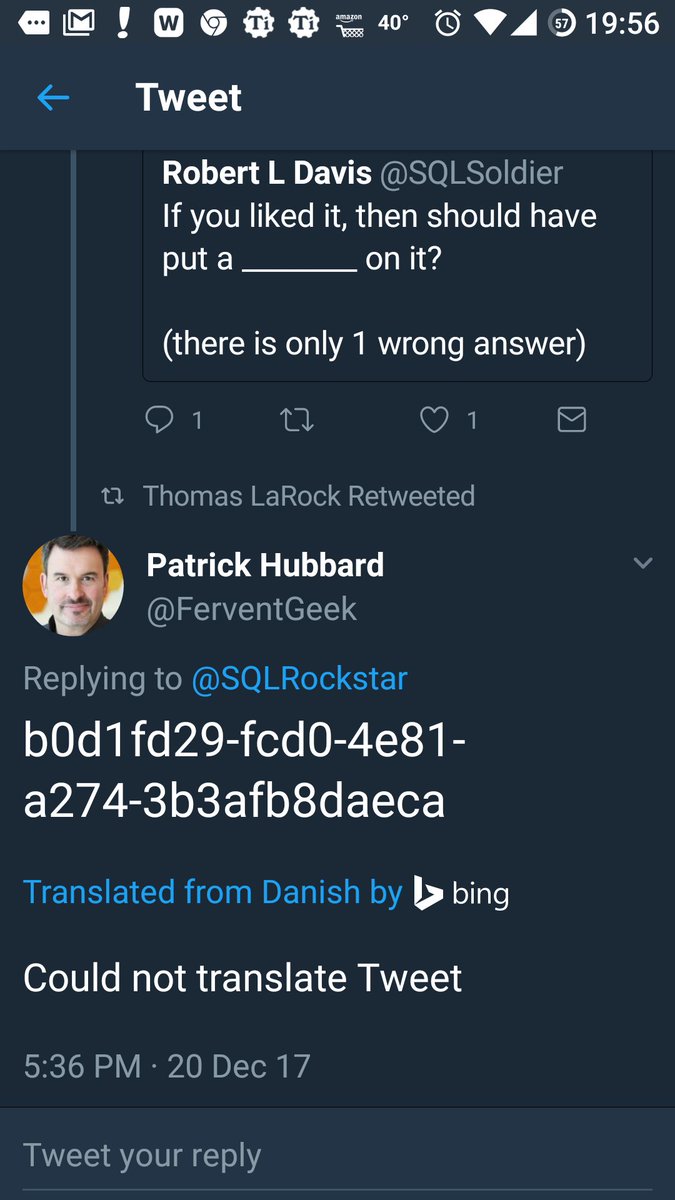 40° 57 19:56
Tweet
Robert L Davis @SQLSoldier
If you liked it, then should have
put a ________ on it?
(there is only 1 wrong answer)
1 1
Thomas LaRock Retweeted
Patrick Hubbard
@FerventGeek
Replying to @SQLRockstar
b0d1fd29-fcd0-4e81-
a274-3b3afb8daeca
Translated from Danish by bing
Could not translate Tweet
5:36 PM · 20 Dec 17
Tweet your reply